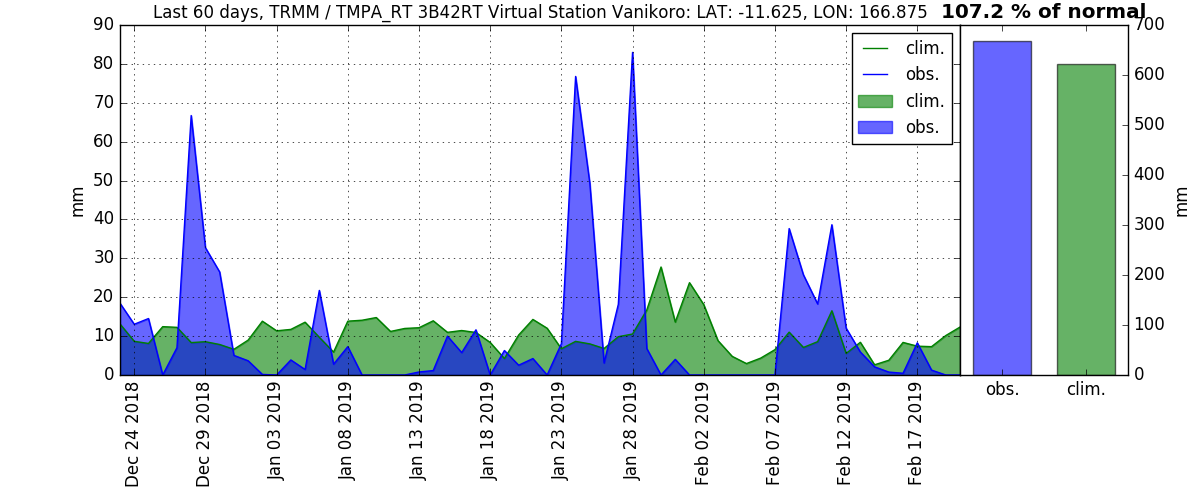 Last 60 days, TRMM / TMPA_RT 3B42RT Virtual Station Vanikoro: LAT: -11.625, LON: 166.875
107.2 % of normal
90
80
70
60
50
40
30
20
10
0
mm
clim.
obs.
clim.
obs.
Dec 24 2018
Dec 29 2018
Jan 03 2019
Jan 08 2019
Jan 13 2019
Jan 18 2019
Jan 23 2019
Jan 28 2019
Feb 02 2019
Feb 07 2019
Feb 12 2019
Feb 17 2019
700
600
500
400
300
200
100
0
mm
obs.
clim.